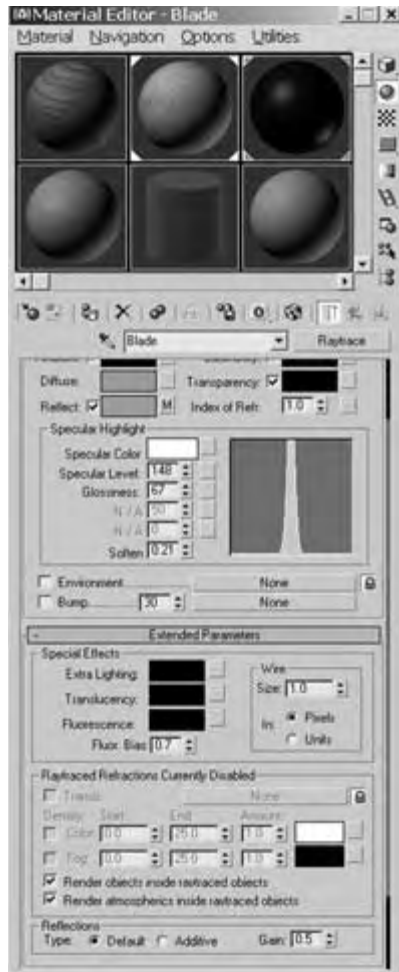 Material Editor - Blade
Material Navigation Options Utilities
Blade Raytrace
Diffuse: Transparency:
Reflect: M Index of Refr: 1.0
Specular Highlight
Specular Color
Specular Level: 148
Glossiness: 67
N / A 50
N / A 0
Soften 0.21
Environment None
Bump 30 None
- Extended Parameters
Special Effects
Extra Lighting:
Translucency:
Fluorescence:
Fluor. Bias 0.7
Wire
Size: 1.0
In: Pixels
Units
Raytraced Refractions Currently Disabled
None
Density: Start End Amount
Color 0.0 25.0 1.0
Fog 0.0 25.0 1.0
Render objects inside raytraced objects
Render atmospherics inside raytraced objects
Reflections
Type: Default Additive Gain: 0.5